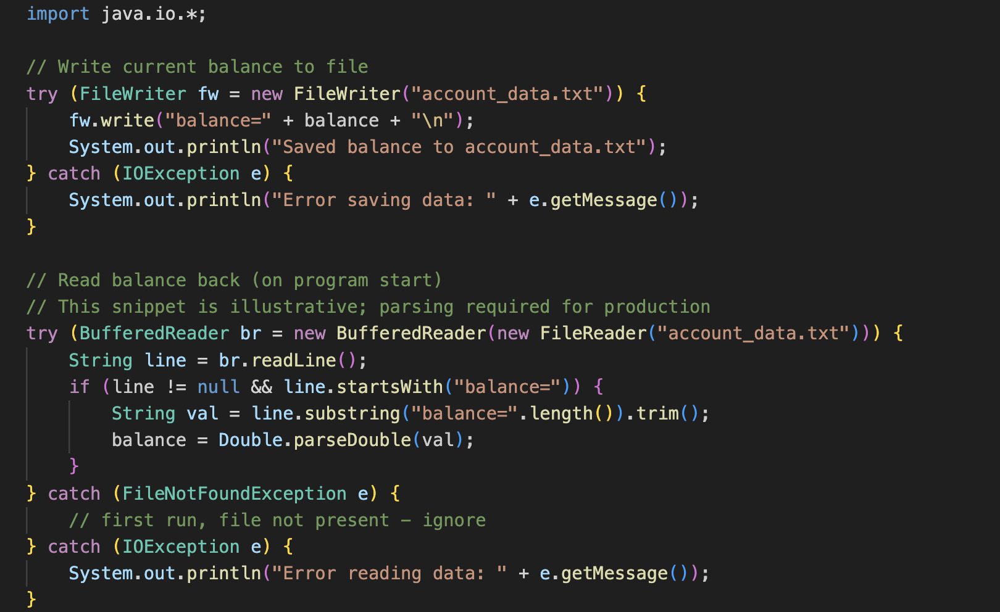 import java.io.*;
// Write current balance to file
try (FileWriter fw = new FileWriter("account_data.txt")) {
fw.write("balance=" + balance + "\n");
System.out.println("Saved balance to account_data.txt");
} catch (IOException e) {
System.out.println("Error saving data: " + e.getMessage());
}
// Read balance back (on program start)
// This snippet is illustrative; parsing required for production
try (BufferedReader br = new BufferedReader(new FileReader("account_data.txt"))) {
String line = br.readLine();
if (line != null && line.startsWith("balance=")) {
String val = line.substring("balance=".length()).trim();
balance = Double.parseDouble(val);
}
} catch (FileNotFoundException e) {
// first run, file not present – ignore
} catch (IOException e) {
System.out.println("Error reading data: " + e.getMessage());
}